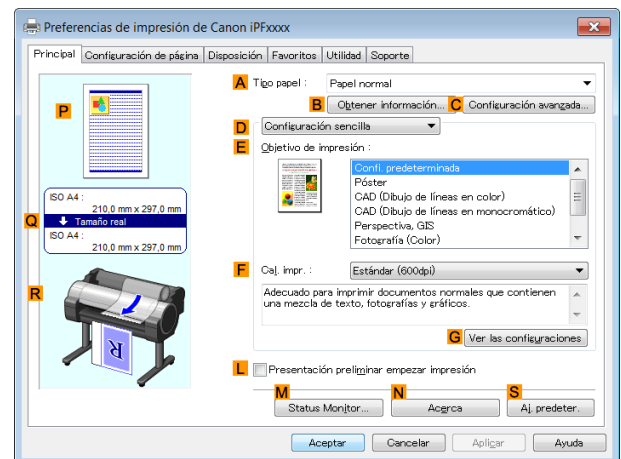 Preferencias de impresión de Canon iPFxxxx
Principal Configuración de página Disposición Favoritos Utilidad Soporte
A Tipo papel : Papel normal
B Obtener información... C Configuración avanzada...
D Configuración sencilla
E Objetivo de impresión :
Confi. predeterminada
Póster
CAD (Dibujo de líneas en color)
CAD (Dibujo de líneas en monocromático)
Perspectiva, GIS
Fotografía (Color)
P
ISO A4 :
210,0 mm x 297,0 mm
Q Tamaño real
ISO A4 :
210,0 mm x 297,0 mm
R
R
F Cal. impr. : Estándar (600dpi)
Adecuado para imprimir documentos normales que contienen
una mezcla de texto, fotografías y gráficos.
G Ver las configuraciones
L Presentación preliminar empezar impresión
M N S
Status Monitor... Acerca Aj. predeter.
Aceptar Cancelar Aplicar Ayuda